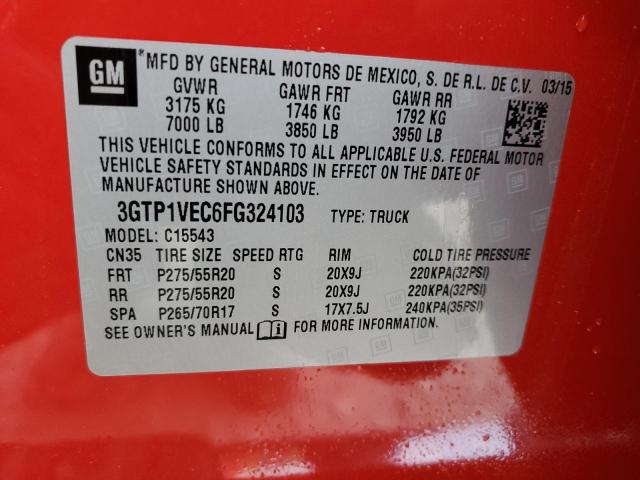 GM
*MFD BY GENERAL MOTORS DE MEXICO, S. DE R.L. DE C.V. 03/15
GVWR GAWR FRT GAWR RR
3175 KG 1746 KG 1792 KG
7000 LB 3850 LB 3950 LB
THIS VEHICLE CONFORMS TO ALL APPLICABLE U.S. FEDERAL MOTOR
VEHICLE SAFETY STANDARDS IN EFFECT ON THE DATE OF
MANUFACTURE SHOWN ABOVE.
3GTP1VEC6FG324103 TYPE: TRUCK
MODEL: C15543
CN35 TIRE SIZE SPEED RTG RIM COLD TIRE PRESSURE
FRT P275/55R20 S 20X9J 220KPA(32PSI)
RR P275/55R20 S 20X9J 220KPA(32PSI)
SPA P265/70R17 S 17X7.5J 240KPA(35PSI)
SEE OWNER'S MANUAL FOR MORE INFORMATION.